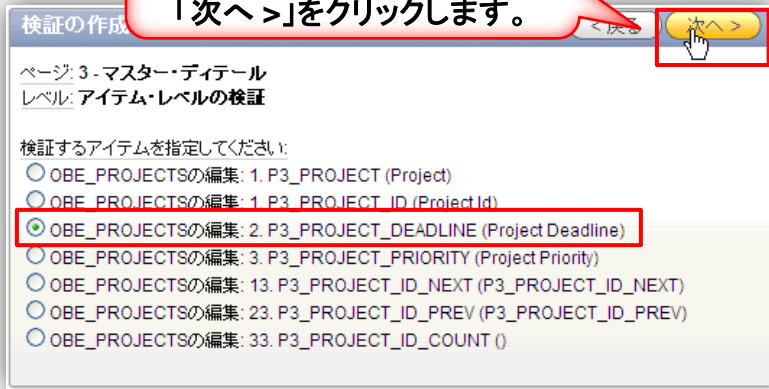 「次へ >」をクリックします。
検証の作成
< 戻る
次へ >
ページ: 3 - マスター・ディテール
レベル: アイテム・レベルの検証
検証するアイテムを指定してください:
OBE_PROJECTSの編集: 1. P3_PROJECT (Project)
OBE_PROJECTSの編集: 1. P3_PROJECT_ID (Project Id)
OBE_PROJECTSの編集: 2. P3_PROJECT_DEADLINE (Project Deadline)
OBE_PROJECTSの編集: 3. P3_PROJECT_PRIORITY (Project Priority)
OBE_PROJECTSの編集: 13. P3_PROJECT_ID_NEXT (P3_PROJECT_ID_NEXT)
OBE_PROJECTSの編集: 23. P3_PROJECT_ID_PREV (P3_PROJECT_ID_PREV)
OBE_PROJECTSの編集: 33. P3_PROJECT_ID_COUNT ()